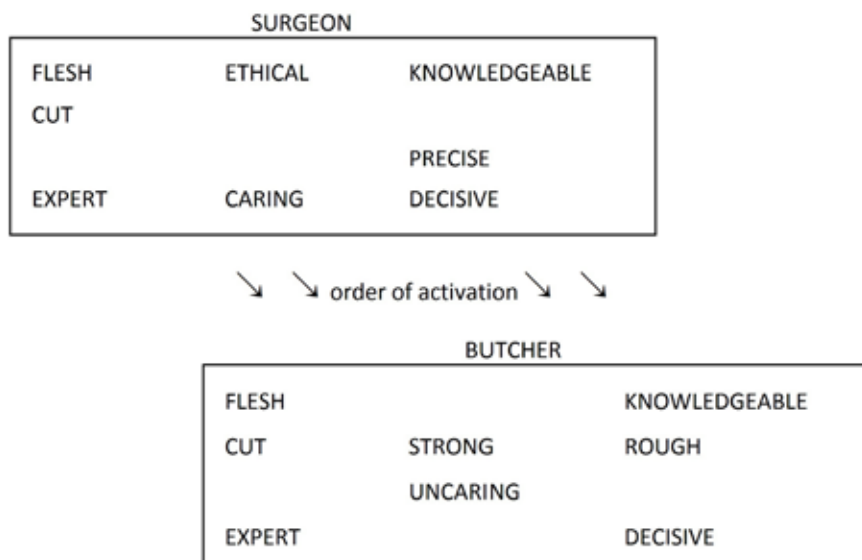 SURGEON
FLESH ETHICAL KNOWLEDGEABLE
CUT
PRECISE
EXPERT CARING DECISIVE
↘ ↘ order of activation ↘ ↘
BUTCHER
FLESH KNOWLEDGEABLE
CUT STRONG ROUGH
UNCARING
EXPERT DECISIVE